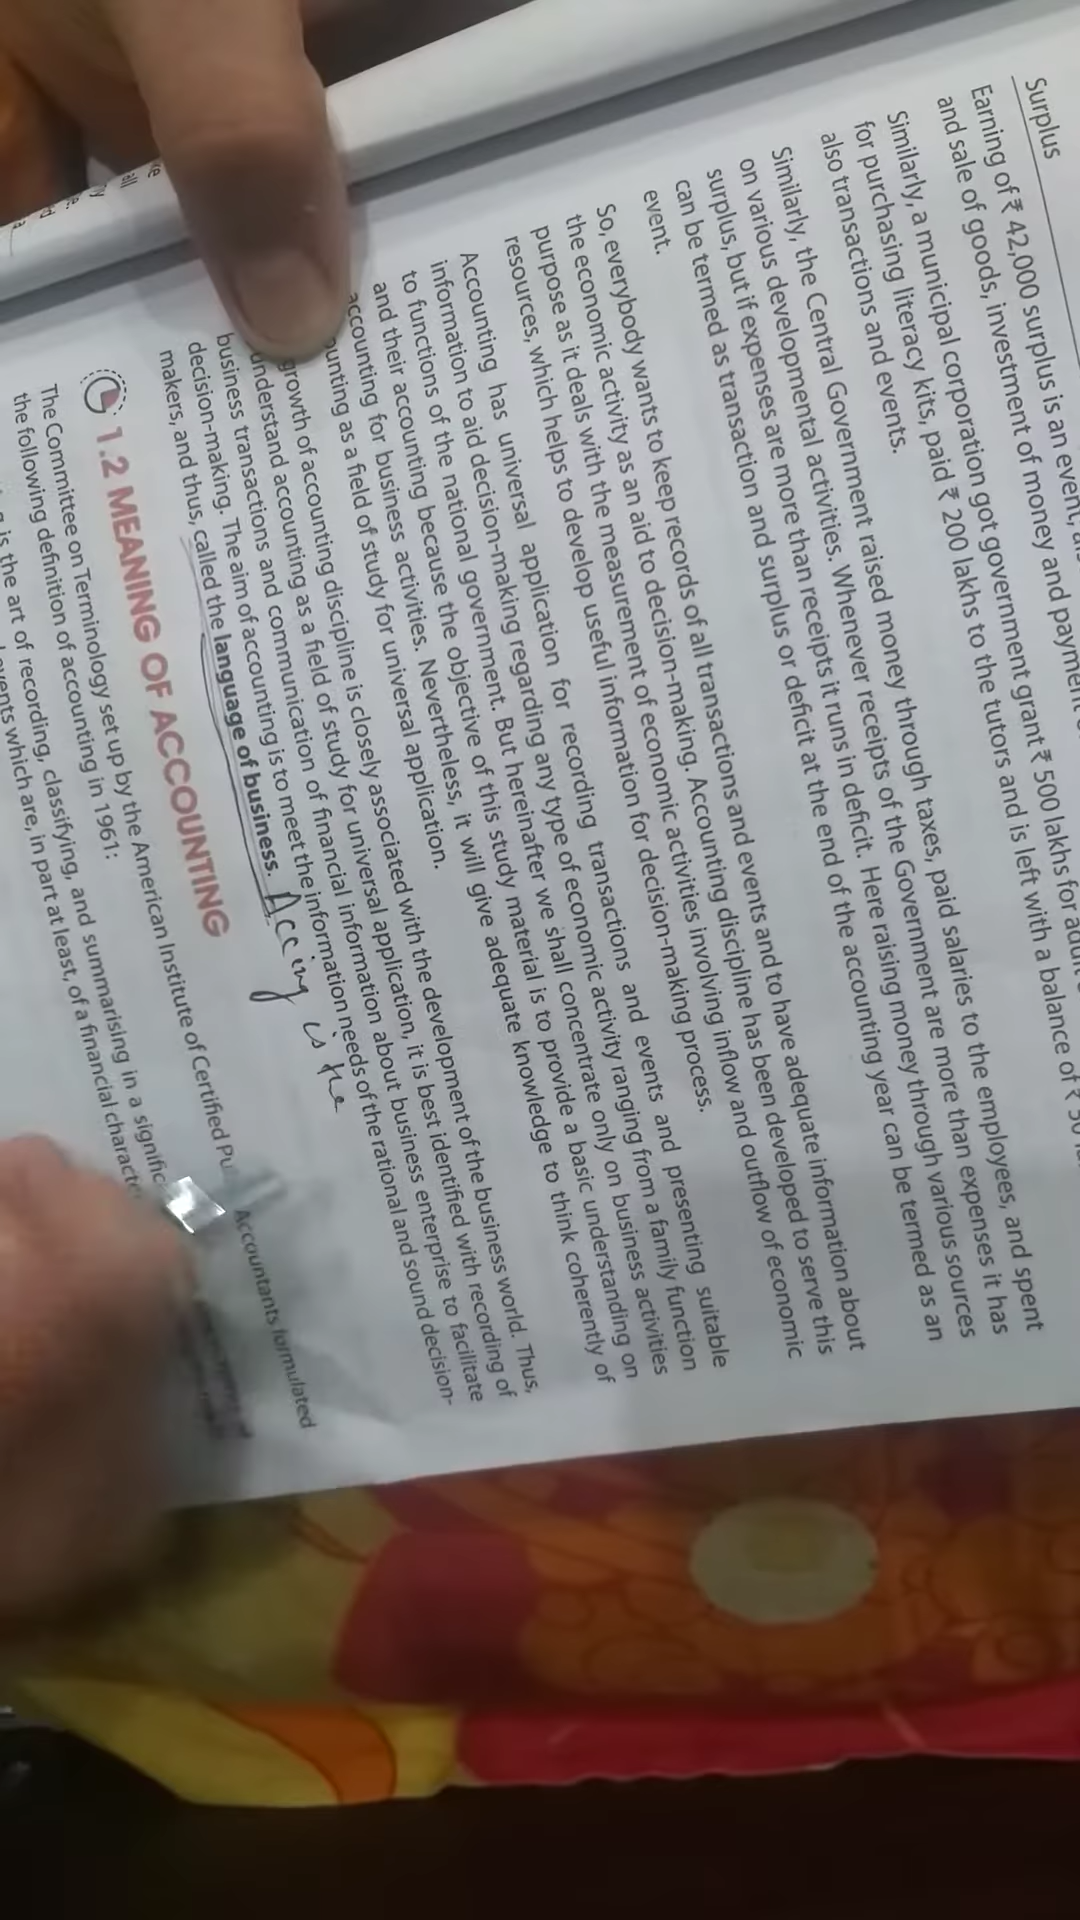 Surplus
Earning of ₹ 42,000 surplus is an event,
and sale of goods, investment of money and payment
Similarly, a municipal corporation got government grant ₹ 500 lakhs for adult
for purchasing literacy kits, paid ₹ 200 lakhs to the tutors and is left with a balance of ₹
also transactions and events.
Similarly, the Central Government raised money through taxes, paid salaries to the employees, and spent
on various developmental activities. Whenever receipts of the Government are more than expenses it has
surplus, but if expenses are more than receipts it runs in deficit. Here raising money through various sources
can be termed as transaction and surplus or deficit at the end of the accounting year can be termed as an
event.
So, everybody wants to keep records of all transactions and events and to have adequate information about
the economic activity as an aid to decision-making. Accounting discipline has been developed to serve this
purpose as it deals with the measurement of economic activities involving inflow and outflow of economic
resources, which helps to develop useful information for decision-making process.
Accounting has universal application for recording transactions and events and presenting suitable
information to aid decision-making regarding any type of economic activity ranging from a family function
to functions of the national government. But hereinafter we shall concentrate only on business activities
and their accounting because the objective of this study material is to provide a basic understanding on
accounting for business activities. Nevertheless, it will give adequate knowledge to think coherently of
unting as a field of study for universal application.
growth of accounting discipline is closely associated with the development of the business world. Thus,
understand accounting as a field of study for universal application, it is best identified with recording of
business transactions and communication of financial information about business enterprise to facilitate
decision-making. The aim of accounting is to meet the information needs of the rational and sound decision-
makers, and thus, called the language of business. Accing is the
1.2 MEANING OF ACCOUNTING
The Committee on Terminology set up by the American Institute of Certified Pu Accountants formulated
the following definition of accounting in 1961:
is the art of recording, classifying, and summarising in a signific
events which are, in part at least, of a financial characte